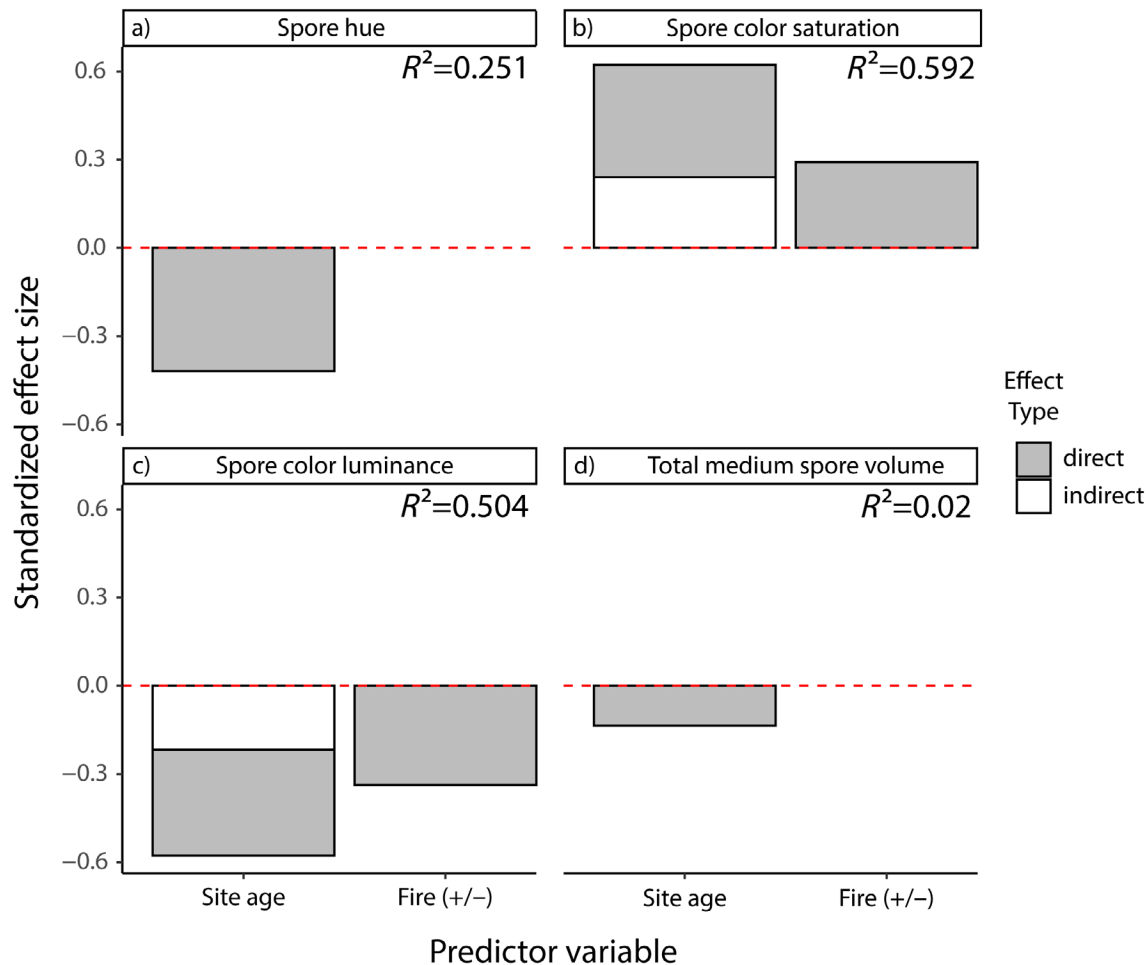 a) Spore hue
R²=0.251
b) Spore color saturation
R²=0.592
0.6
0.3
0.0
−0.3
−0.6
c) Spore color luminance
R²=0.504
d) Total medium spore volume
R²=0.02
0.6
0.3
0.0
−0.3
−0.6
Site age
Fire (+/−)
Site age
Fire (+/−)
Predictor variable
Standardized effect size
Effect
Type
direct
indirect